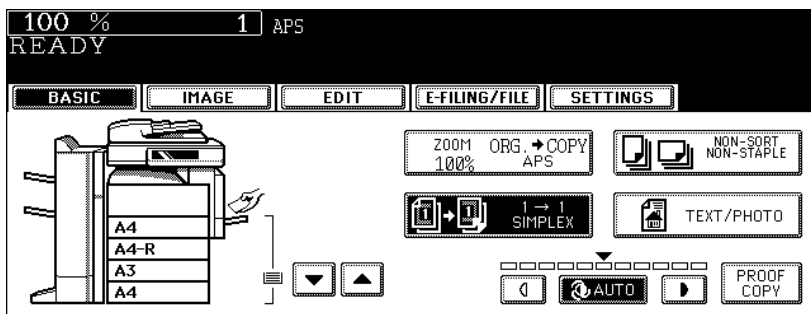 100 % 1 APS
READY
BASIC IMAGE EDIT E-FILING/FILE SETTINGS
ZOOM ORG.→COPY
100% APS
NON-SORT
NON-STAPLE
1 → 1
SIMPLEX
TEXT/PHOTO
A4
A4-R
A3
A4
AUTO
PROOF
COPY